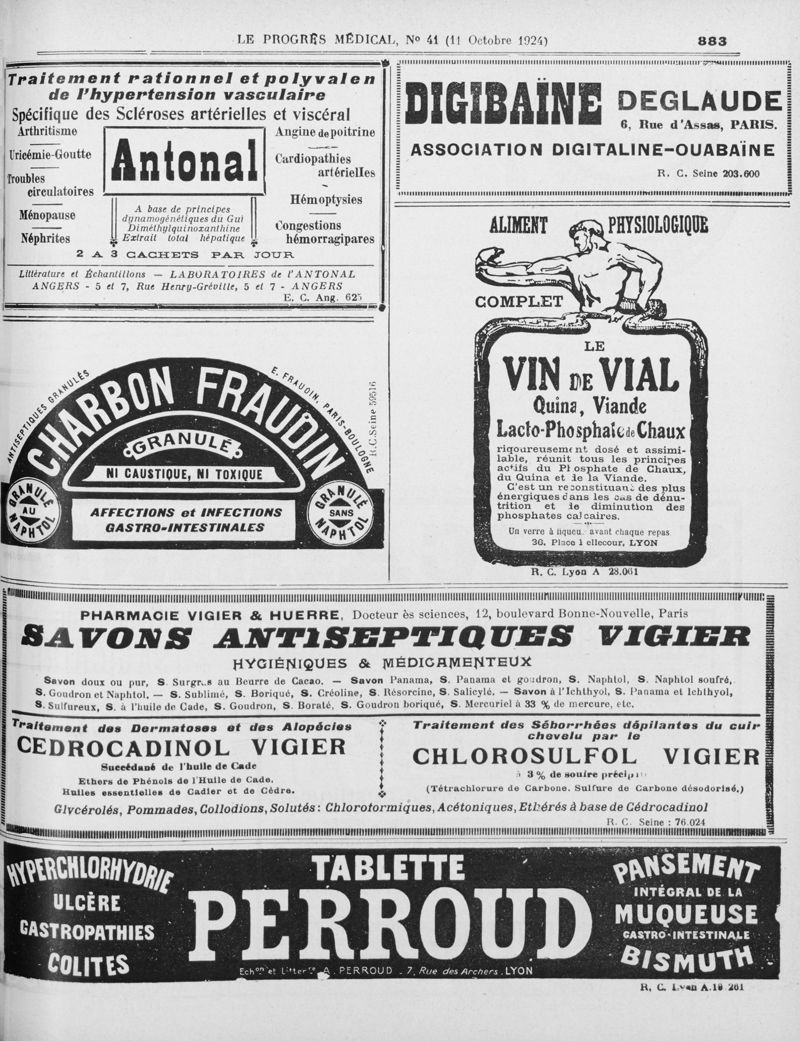 LE PROGRÈS MÉDICAL, No 41 (11 Octobre 1924)
883
Traitement rationnel et polyvalen
de l'hypertension vasculaire
Spécifique des Scléroses artérielles et viscéral
Arthritisme
Uricémie-Goutte
Troubles
circulatoires
Ménopause
Néphrites
Antonal
A base de principes
dynamogénétiques du Gui
Diméthylquinoxanthine
Extrait total hépatique
Angine de poitrine
Cardiopathies
artérielles
Hémoptysies
Congestions
hémorragipares
2 A 3 CACHETS PAR JOUR
Littérature et Échantillons — LABORATOIRES de l'ANTONAL
ANGERS - 5 et 7, Rue Henry-Gréville, 5 et 7 - ANGERS
E. C. Ang. 625
DIGIBAÏNE DEGLAUDE
6, Rue d'Assas, PARIS.
ASSOCIATION DIGITALINE-OUABAÏNE
R. C. Seine 203.600
ANTISEPTIQUES GRANULÉS
E. FRAUDIN, PARIS-BOULOGNE
R.C. Seine 59516
CHARBON FRAUDIN
GRANULÉ
NI CAUSTIQUE, NI TOXIQUE
GRANULÉ
AU
NAPHTOL
AFFECTIONS et INFECTIONS
GASTRO-INTESTINALES
GRANULÉ
SANS
NAPHTOL
ALIMENT PHYSIOLOGIQUE
COMPLET
LE
VIN DE VIAL
Quina, Viande
Lacto-Phosphate de Chaux
rigoureusement dosé et assimi-
lable, réunit tous les principes
actifs du Phosphate de Chaux,
du Quina et de la Viande.
C'est un reconstituant des plus
énergiques dans les cas de dénu-
trition et de diminution des
phosphates calcaires.
Un verre à liqueu. avant chaque repas
36. Place ellecour, LYON
R. C. Lyon A 28.061
PHARMACIE VIGIER & HUERRE, Docteur ès sciences, 12, boulevard Bonne-Nouvelle, Paris
SAVONS ANTISEPTIQUES VIGIER
HYGIÉNIQUES & MÉDICAMENTEUX
Savon doux ou pur, S. Surgras au Beurre de Cacao. — Savon Panama, S. Panama et goudron, S. Naphtol, S. Naphtol soufré,
S. Goudron et Naphtol. — S. Sublimé, S. Boriqué, S. Créoline, S. Résorcine, S. Salicylé. — Savon à l'Ichthyol, S. Panama et Ichthyol,
S. Sulfureux, S. à l'huile de Cade, S. Goudron, S. Boraté, S. Goudron boriqué, S. Mercuriel à 33 % de mercure, etc.
Traitement des Dermatoses et des Alopécies
CEDROCADINOL VIGIER
Succédané de l'huile de Cade
Ethers de Phénols de l'Huile de Cade.
Huiles essentielles de Cadier et de Cèdre.
Traitement des Séborrhées dépilantes du cuir
chevelu par le
CHLOROSULFOL VIGIER
à 3 % de soufre précip
(Tétrachlorure de Carbone. Sulfure de Carbone désodorisé.)
Glycérolés, Pommades, Collodions, Solutés: Chloroformiques, Acétoniques, Ethérés à base de Cédrocadinol
R. C. Seine : 76.024
HYPERCHLORHYDRIE
ULCÈRE
GASTROPATHIES
COLITES
TABLETTE
PERROUD
Echon et Littérre A. PERROUD . 7, Rue des Archers. LYON
PANSEMENT
INTÉGRAL DE LA
MUQUEUSE
GASTRO-INTESTINALE
BISMUTH
R. C. Lyon A.18 261